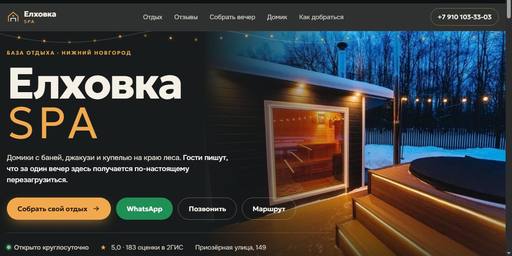 Елховка
SPA
Отдых Отзывы Собрать вечер Домик Как добраться
+7 910 103-33-03
БАЗА ОТДЫХА · НИЖНИЙ НОВГОРОД
Елховка
SPA
Домики с баней, джакузи и купелью на краю леса. Гости пишут,
что за один вечер здесь получается по-настоящему
перезагрузиться.
Собрать свой отдых →
WhatsApp
Позвонить
Маршрут
Открыто круглосуточно ★ 5,0 · 183 оценки в 2ГИС Приозёрная улица, 149